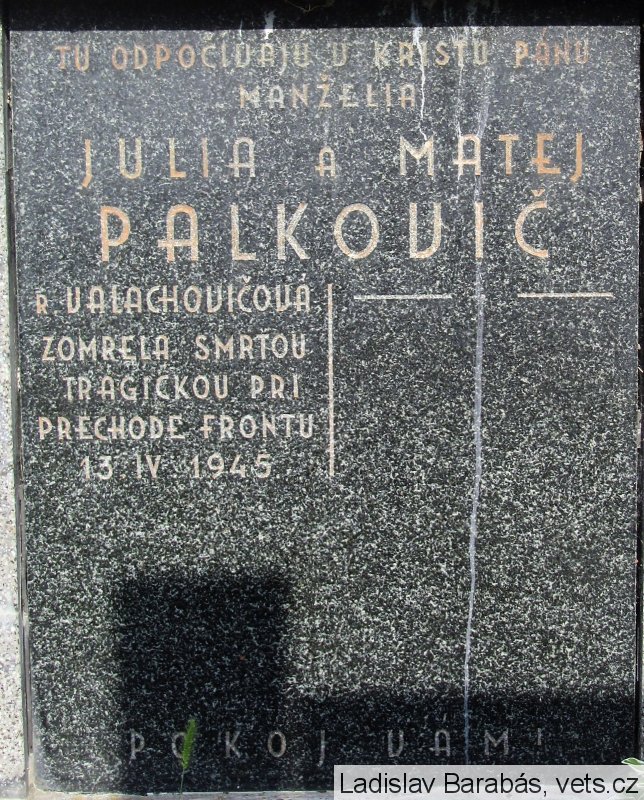 TU ODPOČÍVAJÚ V KRISTU PÁNU
MANŽELIA
JULIA A MATEJ
PALKOVIČ
R. VALACHOVIČOVÁ
ZOMRELA SMRŤOU
TRAGICKOU PRI
PRECHODE FRONTU
13. IV. 1945
POKOJ VÁM!
Ladislav Barabás, vets.cz